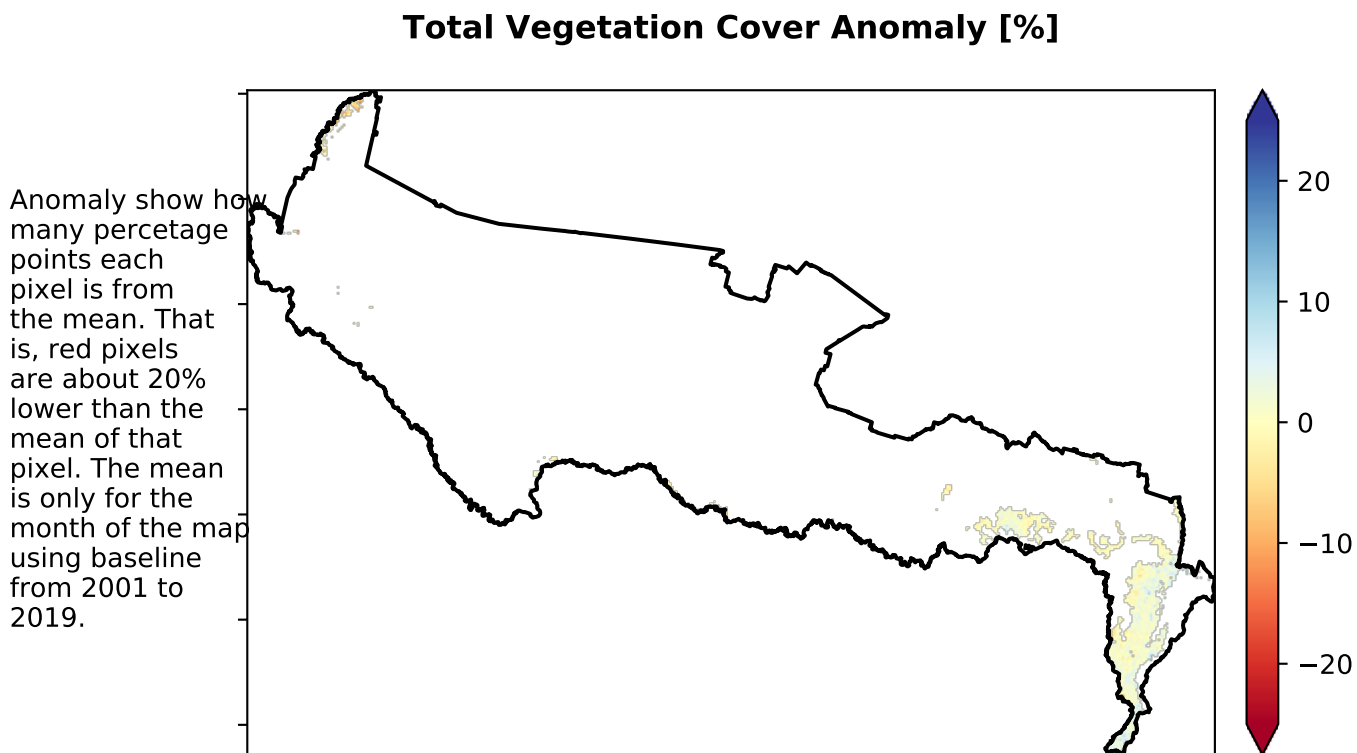 Total Vegetation Cover Anomaly [%]
Anomaly show how
many percetage
points each
pixel is from
the mean. That
is, red pixels
are about 20%
lower than the
mean of that
pixel. The mean
is only for the
month of the map
using baseline
from 2001 to
2019.
20
10
0
−10
−20